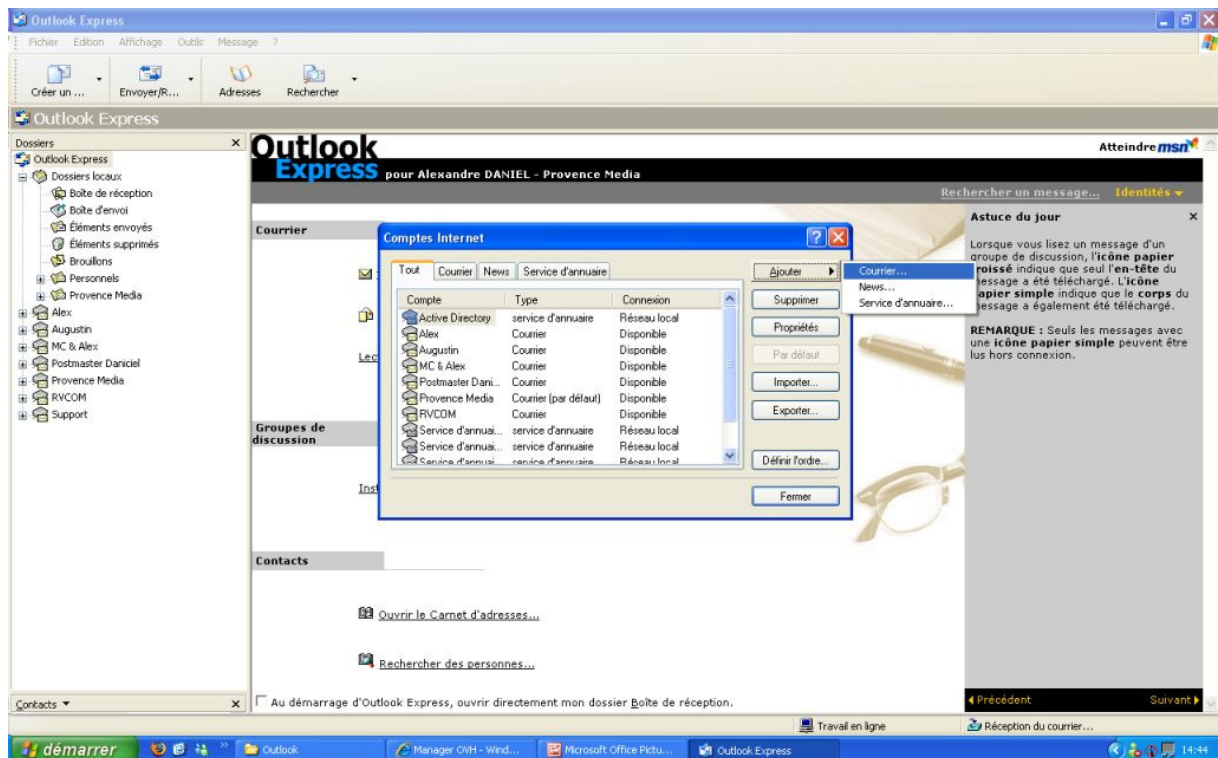 Outlook Express
Fichier Edition Affichage Outils Message ?
Créer un ... Envoyer/R... Adresses Rechercher
Outlook Express
Dossiers x
Outlook Express
Dossiers locaux
Boîte de réception
Boîte d'envoi
Éléments envoyés
Éléments supprimés
Brouillons
Personnels
Provence Media
Alex
Augustin
MC & Alex
Postmaster Daniciel
Provence Media
RVCOM
Support
Contacts x
Outlook
Express pour Alexandre DANIEL - Provence Media
Atteindre msn
Rechercher un message... Identités
Courrier
Lec
Groupes de
discussion
Inst
Contacts
Ouvrir le Carnet d'adresses...
Rechercher des personnes...
Au démarrage d'Outlook Express, ouvrir directement mon dossier Boîte de réception.
Comptes Internet
Tout Courrier News Service d'annuaire
Compte Type Connexion
Active Directory service d'annuaire Réseau local
Alex Courrier Disponible
Augustin Courrier Disponible
MC & Alex Courrier Disponible
Postmaster Dani... Courrier Disponible
Provence Media Courrier (par défaut) Disponible
RVCOM Courrier Disponible
Service d'annuai... service d'annuaire Réseau local
Service d'annuai... service d'annuaire Réseau local
Service d'annuai... service d'annuaire Réseau local
Ajouter
Supprimer
Propriétés
Par défaut
Importer...
Exporter...
Définir l'ordre...
Fermer
Courrier...
News...
Service d'annuaire...
Astuce du jour x
Lorsque vous lisez un message d'un
groupe de discussion, l'icône papier
froissé indique que seul l'en-tête du
message a été téléchargé. L'icône
papier simple indique que le corps du
message a également été téléchargé.
REMARQUE : Seuls les messages avec
une icône papier simple peuvent être
lus hors connexion.
Précédent Suivant
Travail en ligne Réception du courrier...
démarrer Outlook Manager OVH - Wind... Microsoft Office Pictu... Outlook Express 14:44